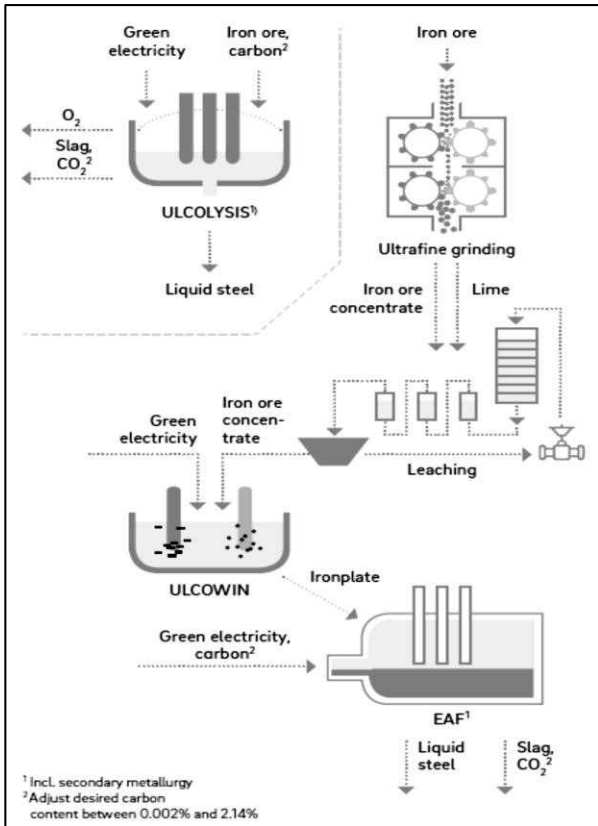 Green
electricity
Iron ore,
carbon²
O₂
Slag,
CO₂²
ULCOLYSIS¹⁾
Liquid steel
Iron ore
Ultrafine grinding
Iron ore
concentrate
Lime
Leaching
Green
electricity
Iron ore
concen-
trate
ULCOWIN
Ironplate
Green electricity,
carbon²
EAF¹
Liquid
steel
Slag,
CO₂²
¹ Incl. secondary metallurgy
² Adjust desired carbon
content between 0.002% and 2.14%